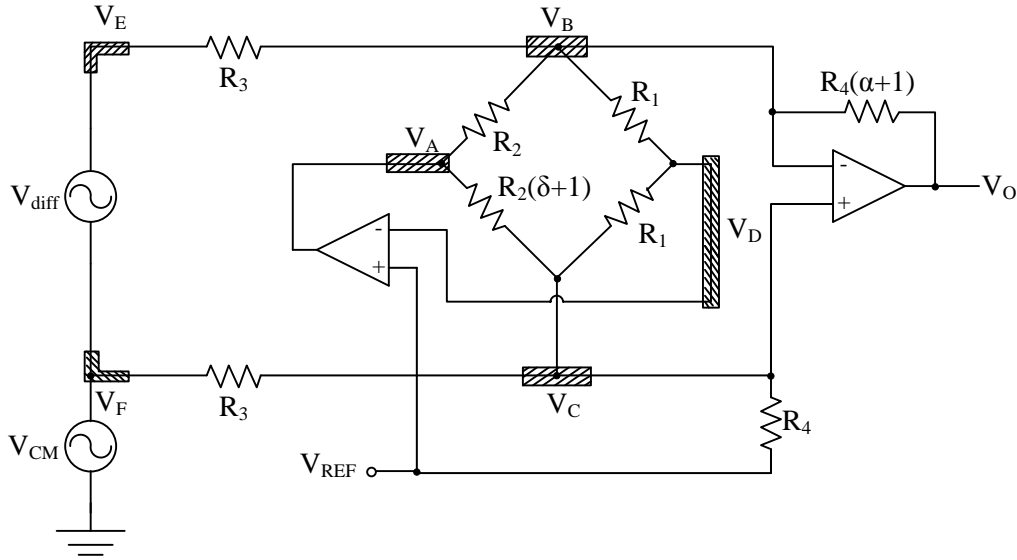 V_E
V_B
R_3
R_1
R_4(α+1)
R_2
V_A
R_2(δ+1)
V_diff
-
+
V_O
R_1
V_D
-
+
V_F
R_3
V_C
R_4
V_CM
V_REF